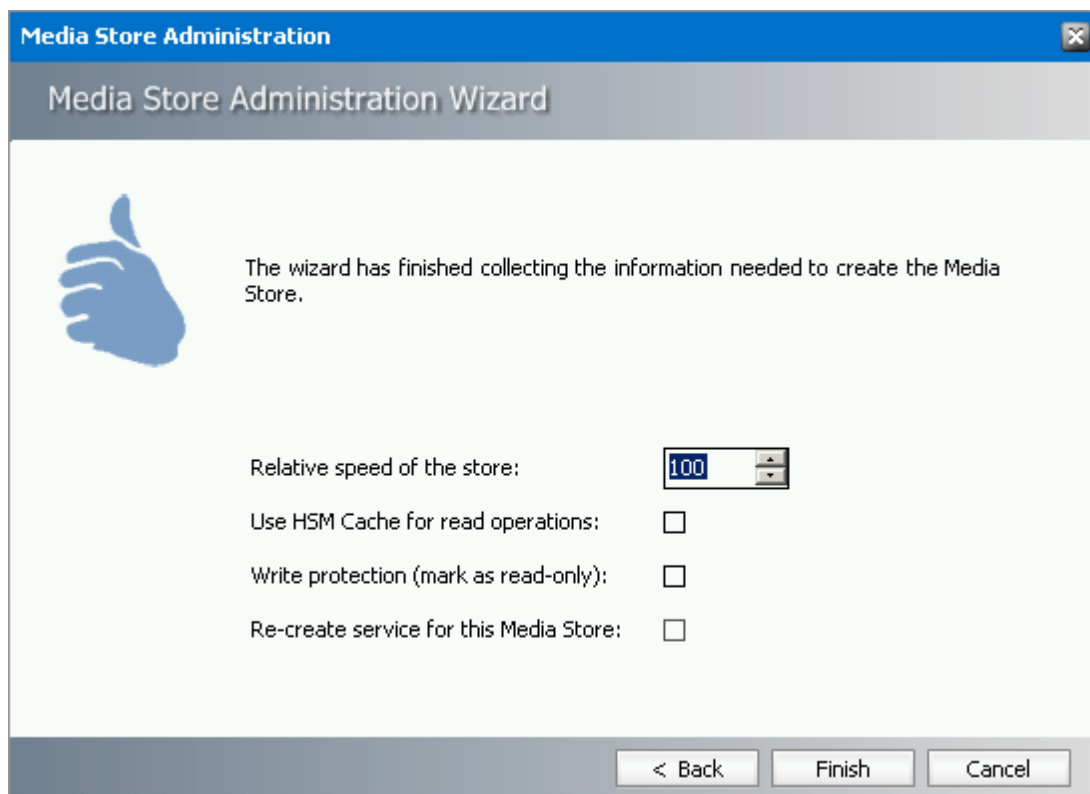 Media Store Administration
Media Store Administration Wizard
The wizard has finished collecting the information needed to create the Media
Store.
Relative speed of the store: 100
Use HSM Cache for read operations:
Write protection (mark as read-only):
Re-create service for this Media Store:
< Back Finish Cancel